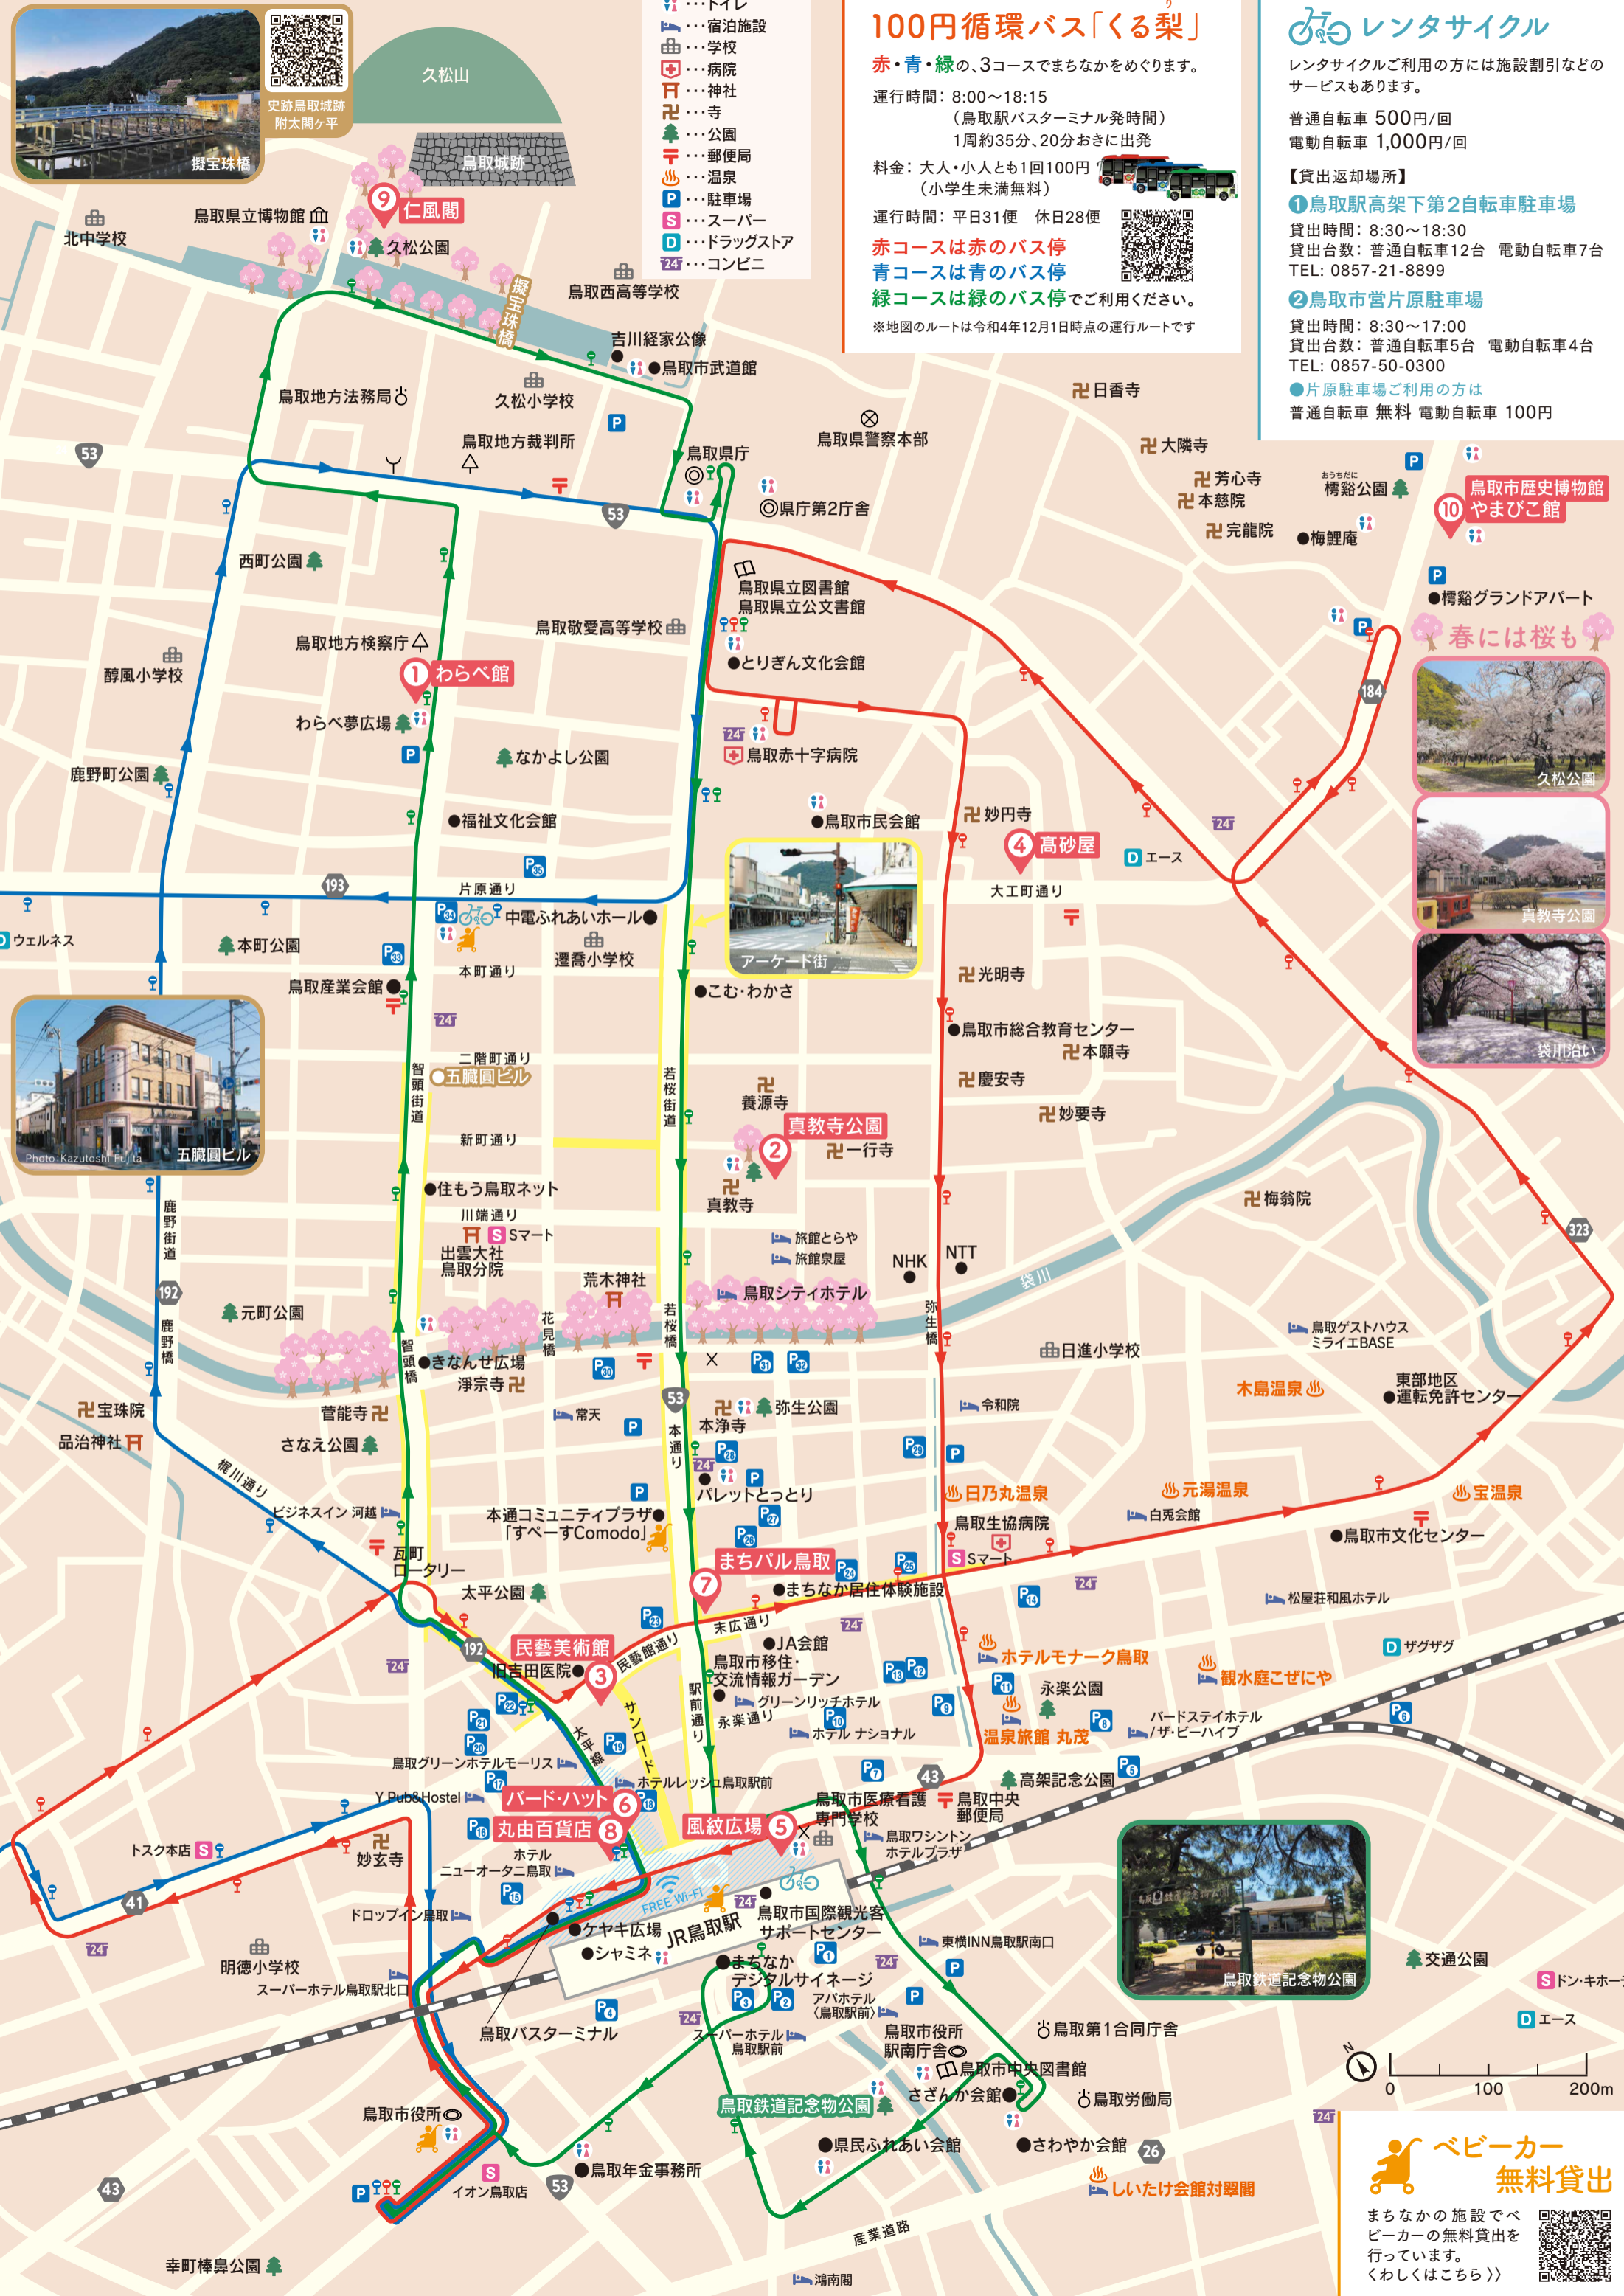 擬宝珠橋
史跡鳥取城跡
附太閤ヶ平
久松山
鳥取城跡
…トイレ
…宿泊施設
…学校
…病院
…神社
…寺
…公園
…郵便局
…温泉
P…駐車場
S…スーパー
D…ドラッグストア
24…コンビニ
100円循環バス「くる梨」
赤・青・緑の、3コースでまちなかをめぐります。
運行時間: 8:00〜18:15
(鳥取駅バスターミナル発時間)
1周約35分、20分おきに出発
料金: 大人・小人とも1回100円
(小学生未満無料)
運行時間: 平日31便 休日28便
赤コースは赤のバス停
青コースは青のバス停
緑コースは緑のバス停でご利用ください。
※地図のルートは令和4年12月1日時点の運行ルートです
レンタサイクル
レンタサイクルご利用の方には施設割引などの
サービスもあります。
普通自転車 500円/回
電動自転車 1,000円/回
【貸出返却場所】
❶鳥取駅高架下第2自転車駐車場
貸出時間: 8:30〜18:30
貸出台数: 普通自転車12台 電動自転車7台
TEL: 0857-21-8899
❷鳥取市営片原駐車場
貸出時間: 8:30〜17:00
貸出台数: 普通自転車5台 電動自転車4台
TEL: 0857-50-0300
●片原駐車場ご利用の方は
普通自転車 無料 電動自転車 100円
北中学校
鳥取県立博物館
9 仁風閣
久松公園
擬宝珠橋
鳥取西高等学校
吉川経家公像
●鳥取市武道館
鳥取地方法務局
久松小学校
鳥取地方裁判所
53
鳥取県庁
鳥取県警察本部
県庁第2庁舎
53
日香寺
大隣寺
芳心寺
本慈院
完龍院
おうちだに
樗谿公園
●梅鯉庵
10 鳥取市歴史博物館
やまびこ館
●樗谿グランドアパート
春には桜も
久松公園
真教寺公園
袋川沿い
184
西町公園
鳥取県立図書館
鳥取県立公文書館
鳥取敬愛高等学校
●とりぎん文化会館
鳥取地方検察庁
醇風小学校
1 わらべ館
わらべ夢広場
鹿野町公園
なかよし公園
鳥取赤十字病院
●福祉文化会館
●鳥取市民会館
妙円寺
4 髙砂屋
D エース
大工町通り
193
片原通り
P35
P34
中電ふれあいホール●
D ウェルネス
本町公園
P33
遷喬小学校
本町通り
鳥取産業会館●
アーケード街
●こむ・わかさ
光明寺
●鳥取市総合教育センター
本願寺
慶安寺
妙要寺
二階町通り
五臓圓ビル
智頭街道
若桜街道
Photo:Kazutoshi Fujita
五臓圓ビル
養源寺
真教寺公園
2
一行寺
真教寺
新町通り
●住もう鳥取ネット
川端通り
S Sマート
出雲大社
鳥取分院
鹿野街道
192
鹿野橋
旅館とらや
旅館泉屋
NHK
NTT
袋川
梅翁院
323
元町公園
荒木神社
鳥取シティホテル
花見橋
若桜橋
弥生橋
智頭橋
●きなんせ広場
淨宗寺
P30
P31
P32
日進小学校
鳥取ゲストハウス
ミライエBASE
木島温泉
東部地区
●運転免許センター
宝珠院
品治神社
菅能寺
さなえ公園
常天
53
本通り
弥生公園
本浄寺
令和院
P28
P29
梶川通り
ビジネスイン 河越
本通コミュニティプラザ●
「すぺーすComodo」
パレットとっとり
P27
P26
日乃丸温泉
元湯温泉
白兎会館
宝温泉
●鳥取市文化センター
鳥取生協病院
S Sマート
瓦町
ロータリー
太平公園
まちパル鳥取
7
P24
P25
●まちなか居住体験施設
P14
松屋荘和風ホテル
P23
末広通り
192
民藝美術館
3
旧吉田医院●
民藝館通り
●JA会館
鳥取市移住・
交流情報ガーデン
P13
P12
ホテルモナーク鳥取
観水庭こぜにや
D ザグザグ
グリーンリッチホテル
永楽通り
P10
ホテル ナショナル
P9
P11
永楽公園
温泉旅館 丸茂
P8
バードステイホテル
/ザ・ビーハイブ
P6
P22
P21
P20
太平線
P19
サンロード
駅前通り
鳥取グリーンホテルモーリス
P17
Y Pub&Hostel
ホテルレッシュ鳥取駅前
P18
P7
43
高架記念公園
P5
バード・ハット 6
丸由百貨店 8
P16
風紋広場 5
鳥取市医療看護
専門学校
鳥取中央
郵便局
鳥取ワシントン
ホテルプラザ
トスク本店 S
妙玄寺
ホテル
ニューオータニ鳥取
P15
41
ドロップイン鳥取
FREE Wi-Fi
●ケヤキ広場
●シャミネ
JR鳥取駅
鳥取市国際観光客
サポートセンター
明徳小学校
スーパーホテル鳥取駅北口
●まちなか
デジタルサイネージ
P1
東横INN鳥取駅南口
鳥取鉄道記念物公園
交通公園
S ドン・キホーテ
D エース
鳥取バスターミナル
P4
P3
P2
アパホテル
〈鳥取駅前〉
スーパーホテル
鳥取駅前
鳥取市役所
駅南庁舎
鳥取第1合同庁舎
鳥取市中央図書館
さざんか会館●
鳥取労働局
N
0 100 200m
鳥取市役所
鳥取鉄道記念物公園
●県民ふれあい会館
●さわやか会館
26
●鳥取年金事務所
S
イオン鳥取店
53
43
しいたけ会館対翠閣
産業道路
幸町棒鼻公園
鴻南閣
ベビーカー
無料貸出
まちなかの施設でベ
ビーカーの無料貸出を
行っています。
くわしくはこちら 〉〉